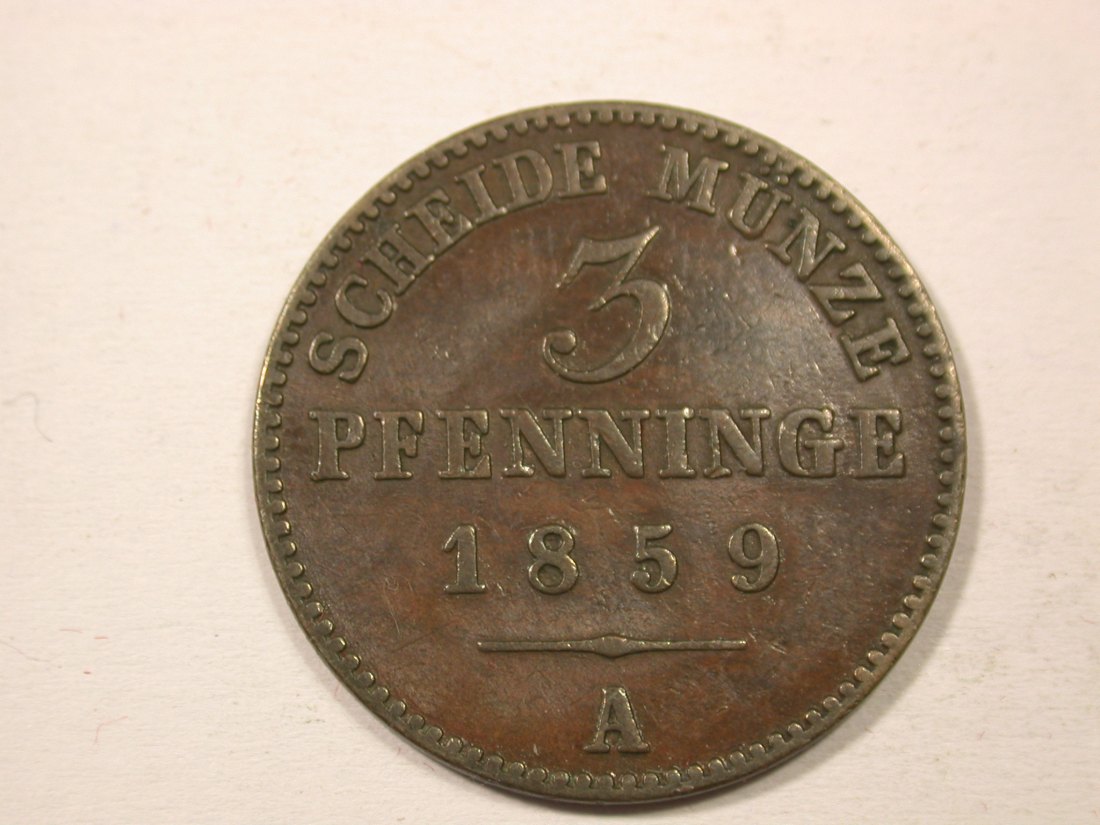 SCHEIDE MÜNZE
3
PFENNINGE
1859
A